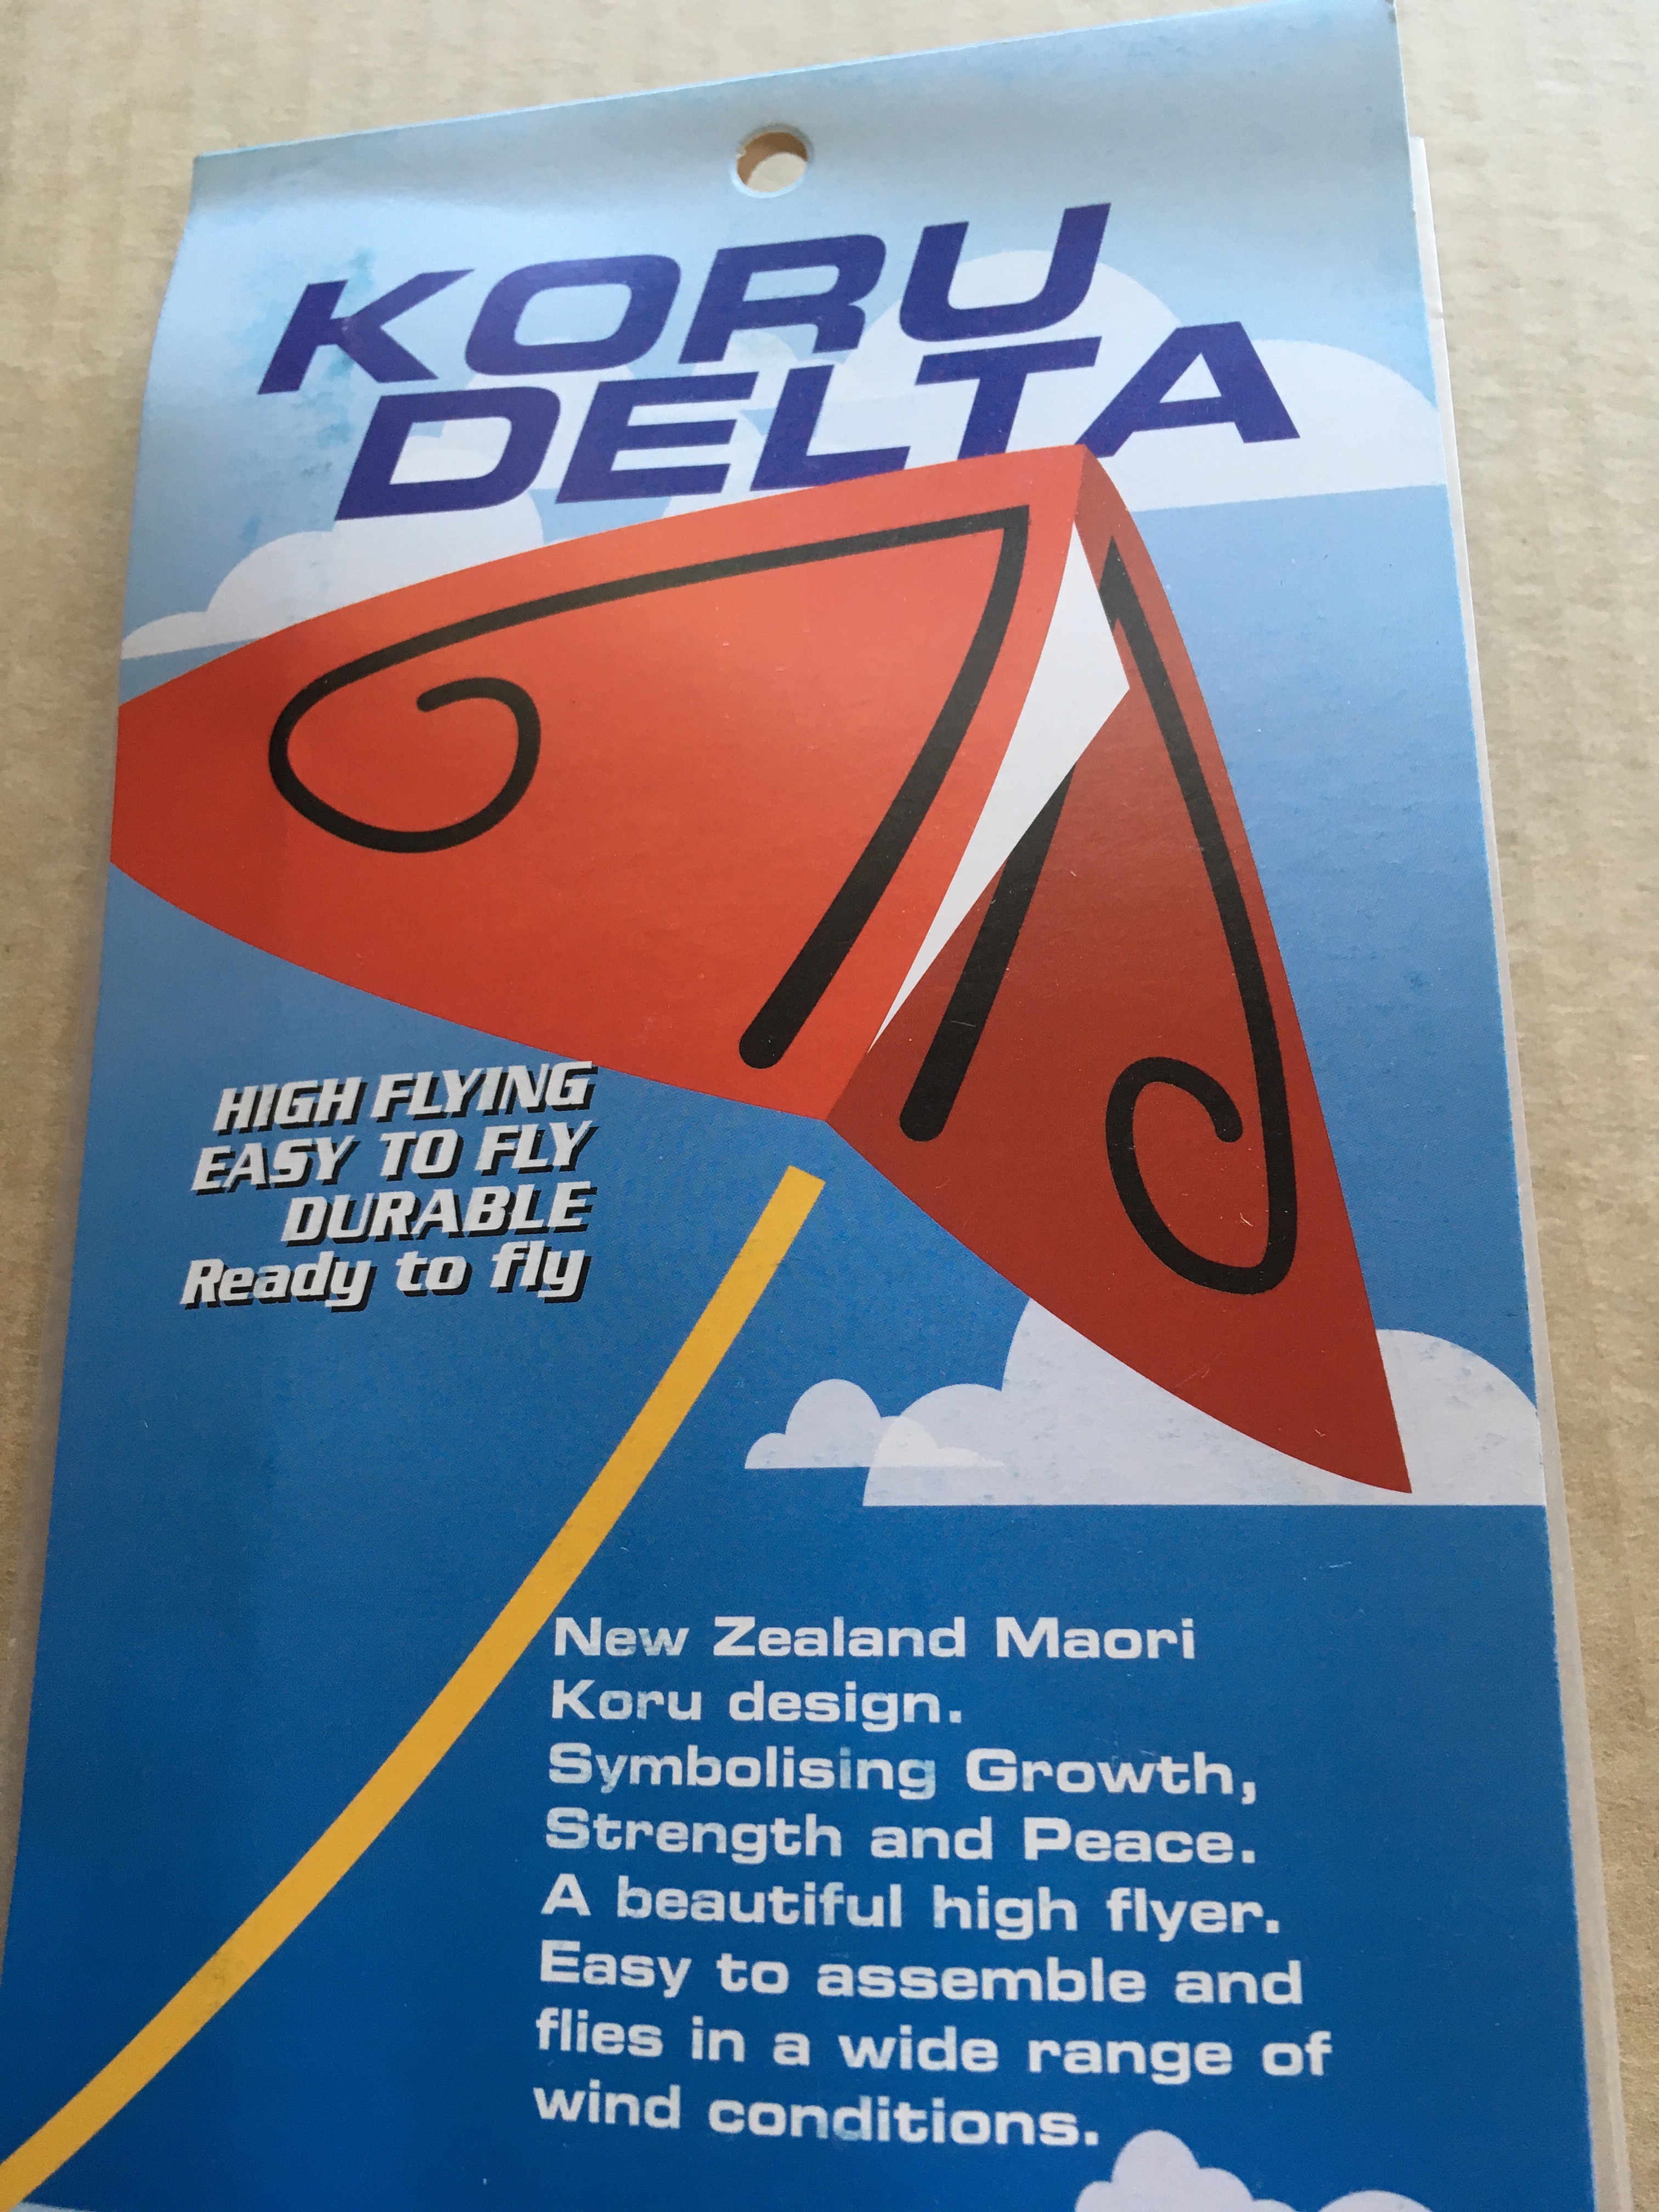 KORU
DELTA
HIGH FLYING
EASY TO FLY
DURABLE
Ready to fly
New Zealand Maori
Koru design.
Symbolising Growth,
Strength and Peace.
A beautiful high flyer.
Easy to assemble and
flies in a wide range of
wind conditions.